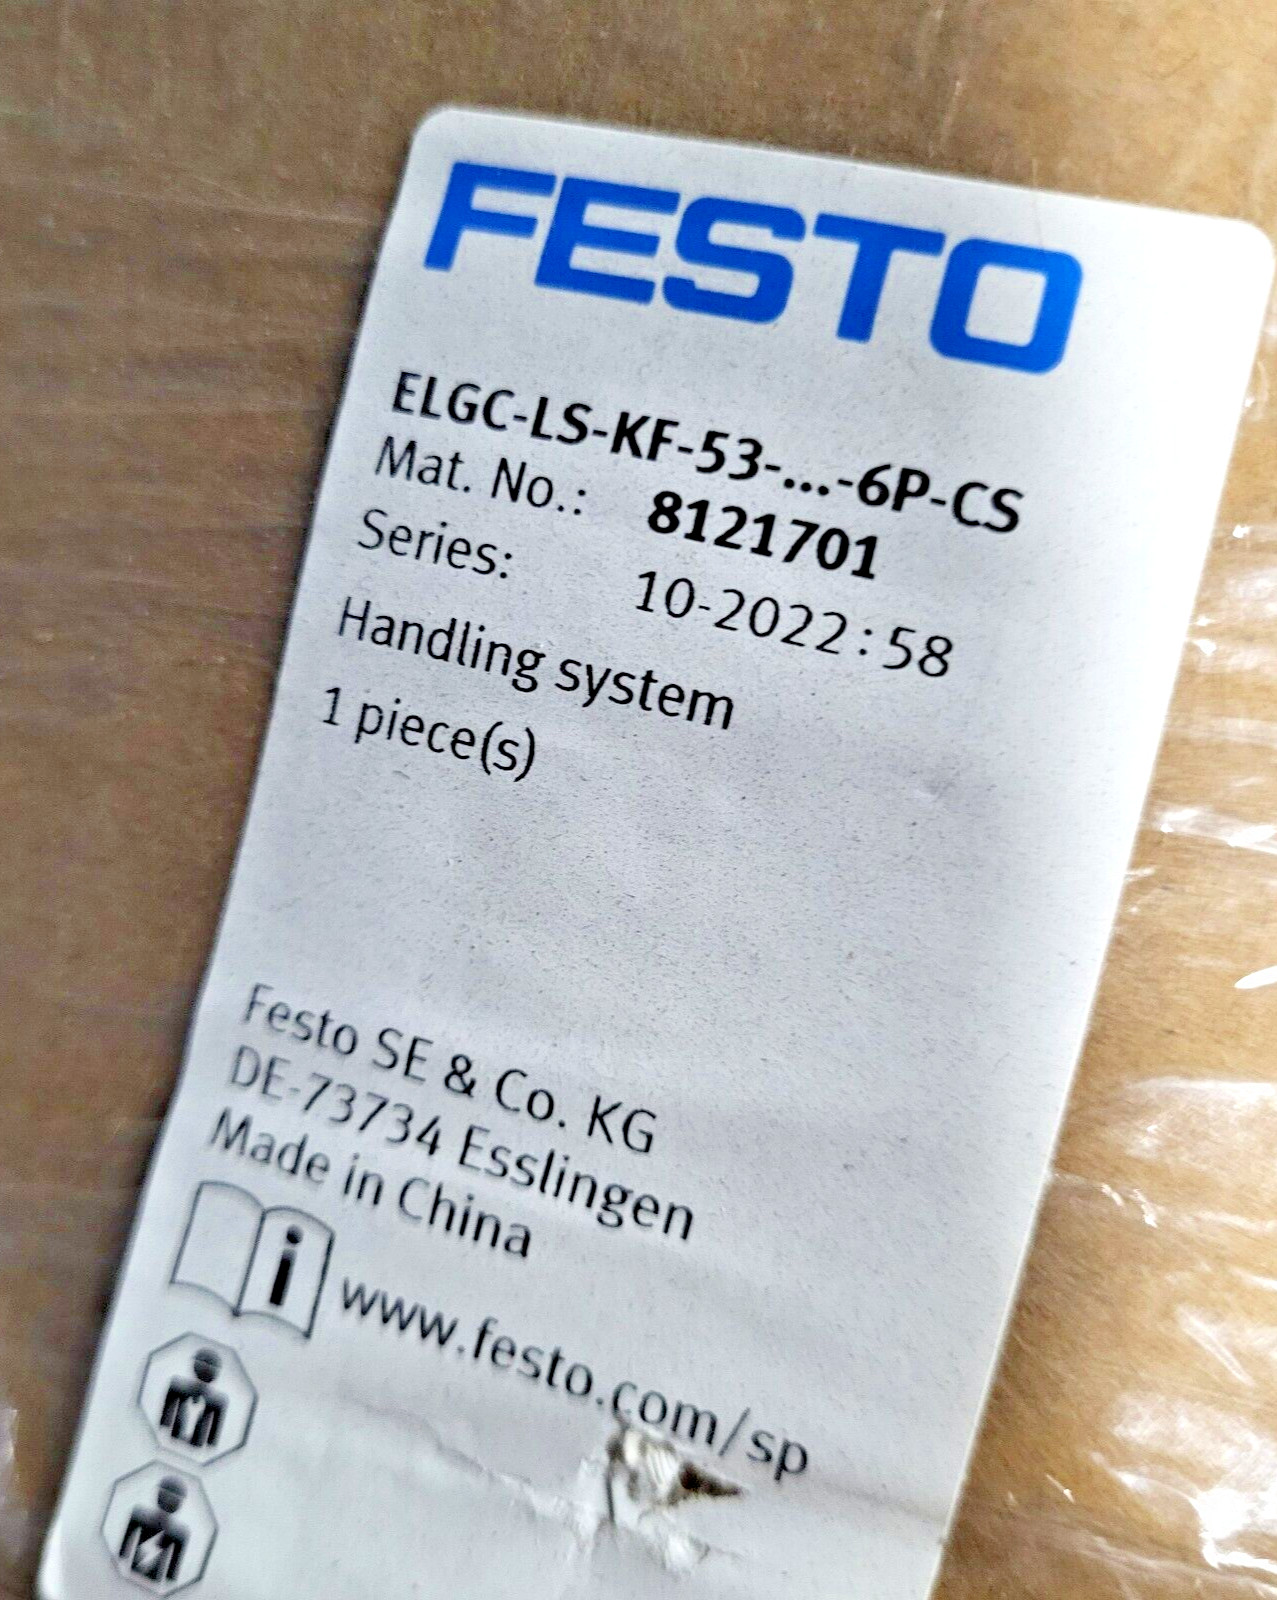 FESTO
ELGC-LS-KF-53-...-6P-CS
Mat. No.: 8121701
Series: 10-2022:58
Handling system
1 piece(s)
Festo SE & Co. KG
DE-73734 Esslingen
Made in China
i www.festo.com/sp